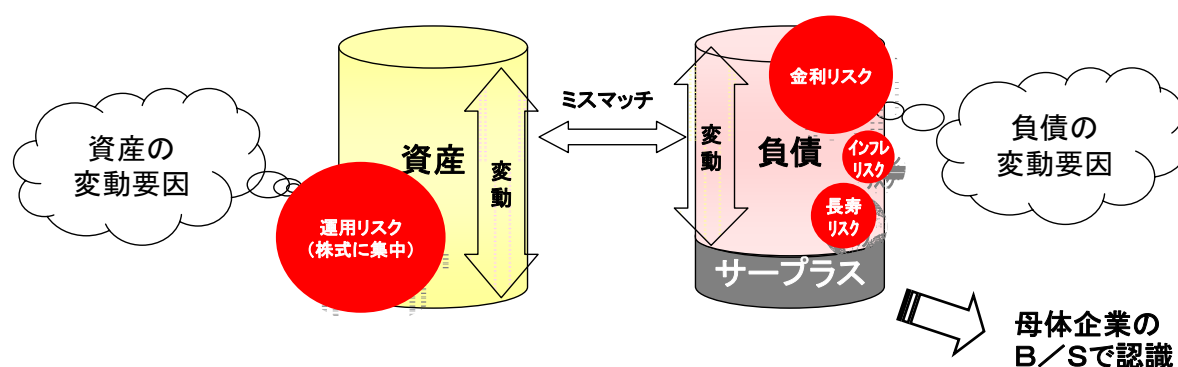 資産の
変動要因
資産
変動
運用リスク
(株式に集中)
ミスマッチ
変動
負債
金利リスク
インフレ
リスク
長寿
リスク
サープラス
負債の
変動要因
母体企業の
B/Sで認識